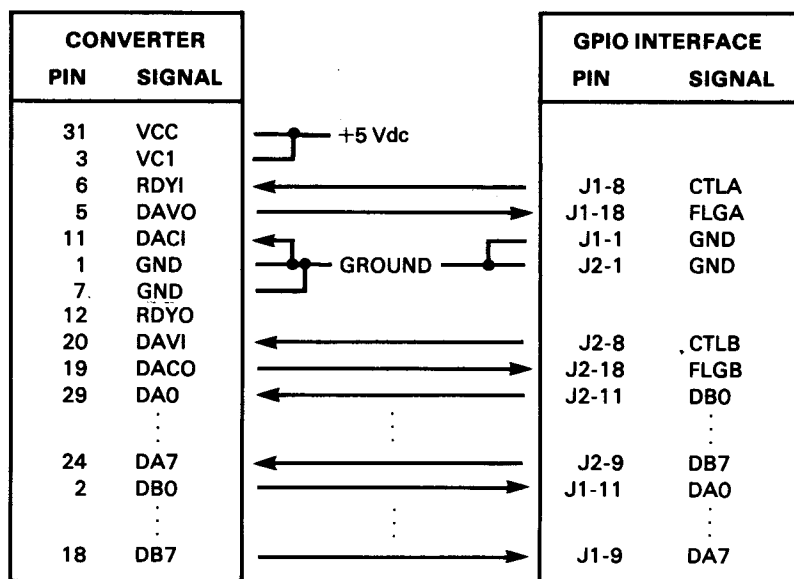 CONVERTER GPIO INTERFACE
PIN SIGNAL PIN SIGNAL
31 VCC +5 Vdc
3 VC1
6 RDYI J1-8 CTLA
5 DAVO J1-18 FLGA
11 DACI J1-1 GND
1 GND GROUND J2-1 GND
7 GND
12 RDYO
20 DAVI J2-8 CTLB
19 DACO J2-18 FLGB
29 DA0 J2-11 DB0
24 DA7 J2-9 DB7
2 DB0 J1-11 DA0
18 DB7 J1-9 DA7